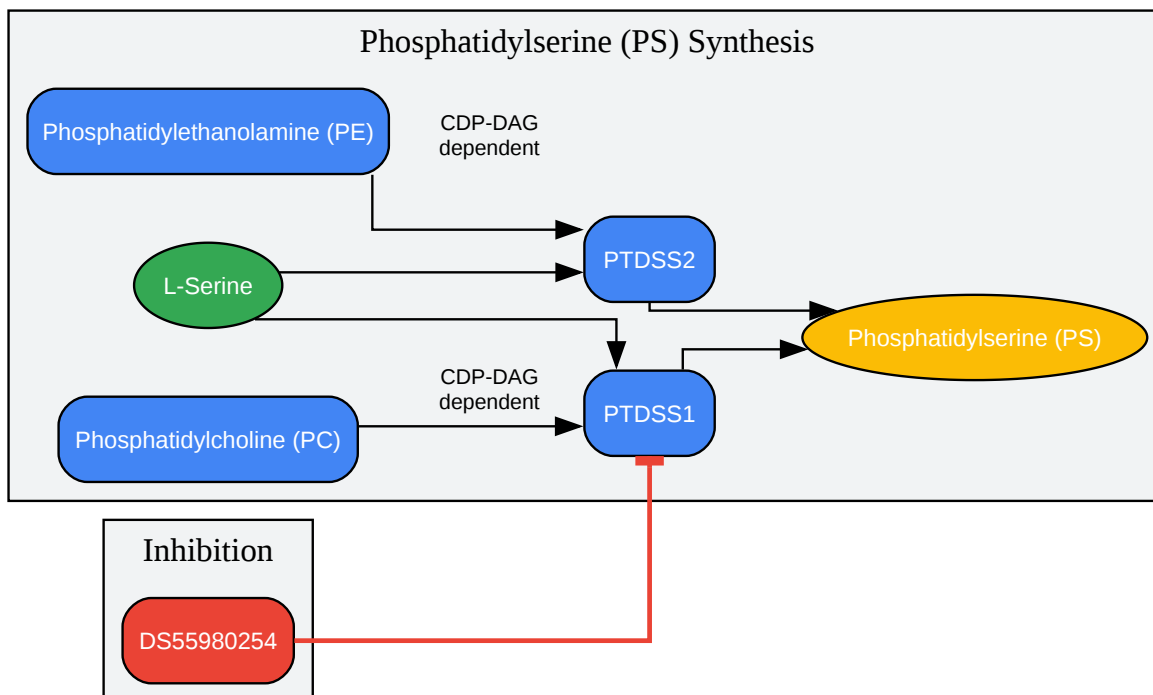 Phosphatidylserine (PS) Synthesis
Phosphatidylethanolamine (PE)
CDP-DAG
dependent
PTDSS2
L-Serine
Phosphatidylserine (PS)
CDP-DAG
dependent
PTDSS1
Phosphatidylcholine (PC)
Inhibition
DS55980254